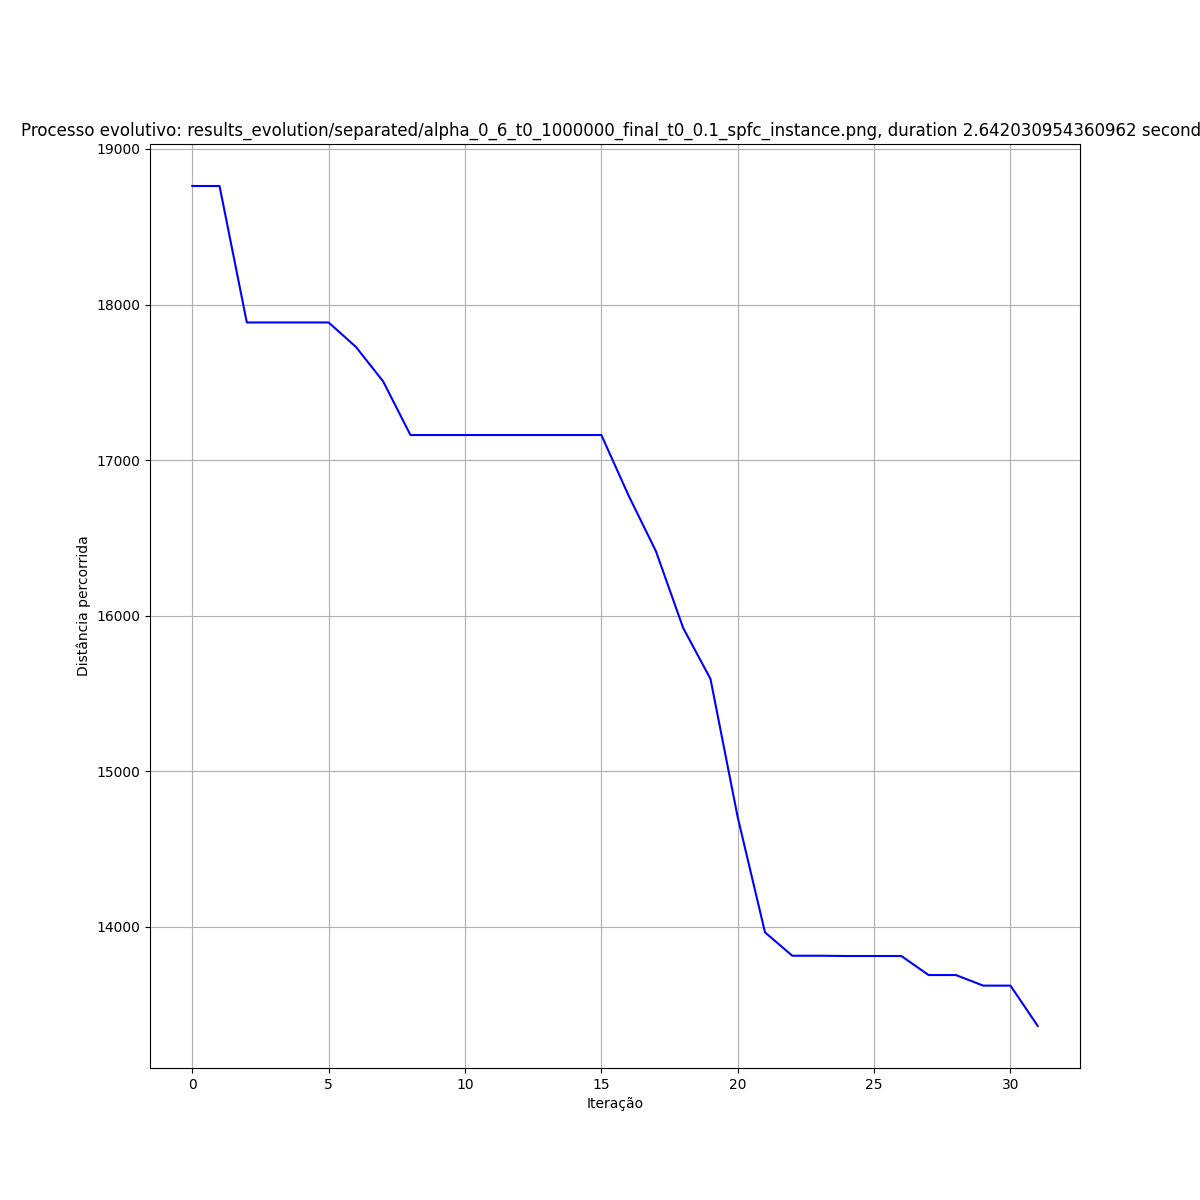 Processo evolutivo: results_evolution/separated/alpha_0_6_t0_1000000_final_t0_0.1_spfc_instance.png, duration 2.642030954360962 second
19000
18000
17000
16000
15000
14000
Distância percorrida
0 5 10 15 20 25 30
Iteração